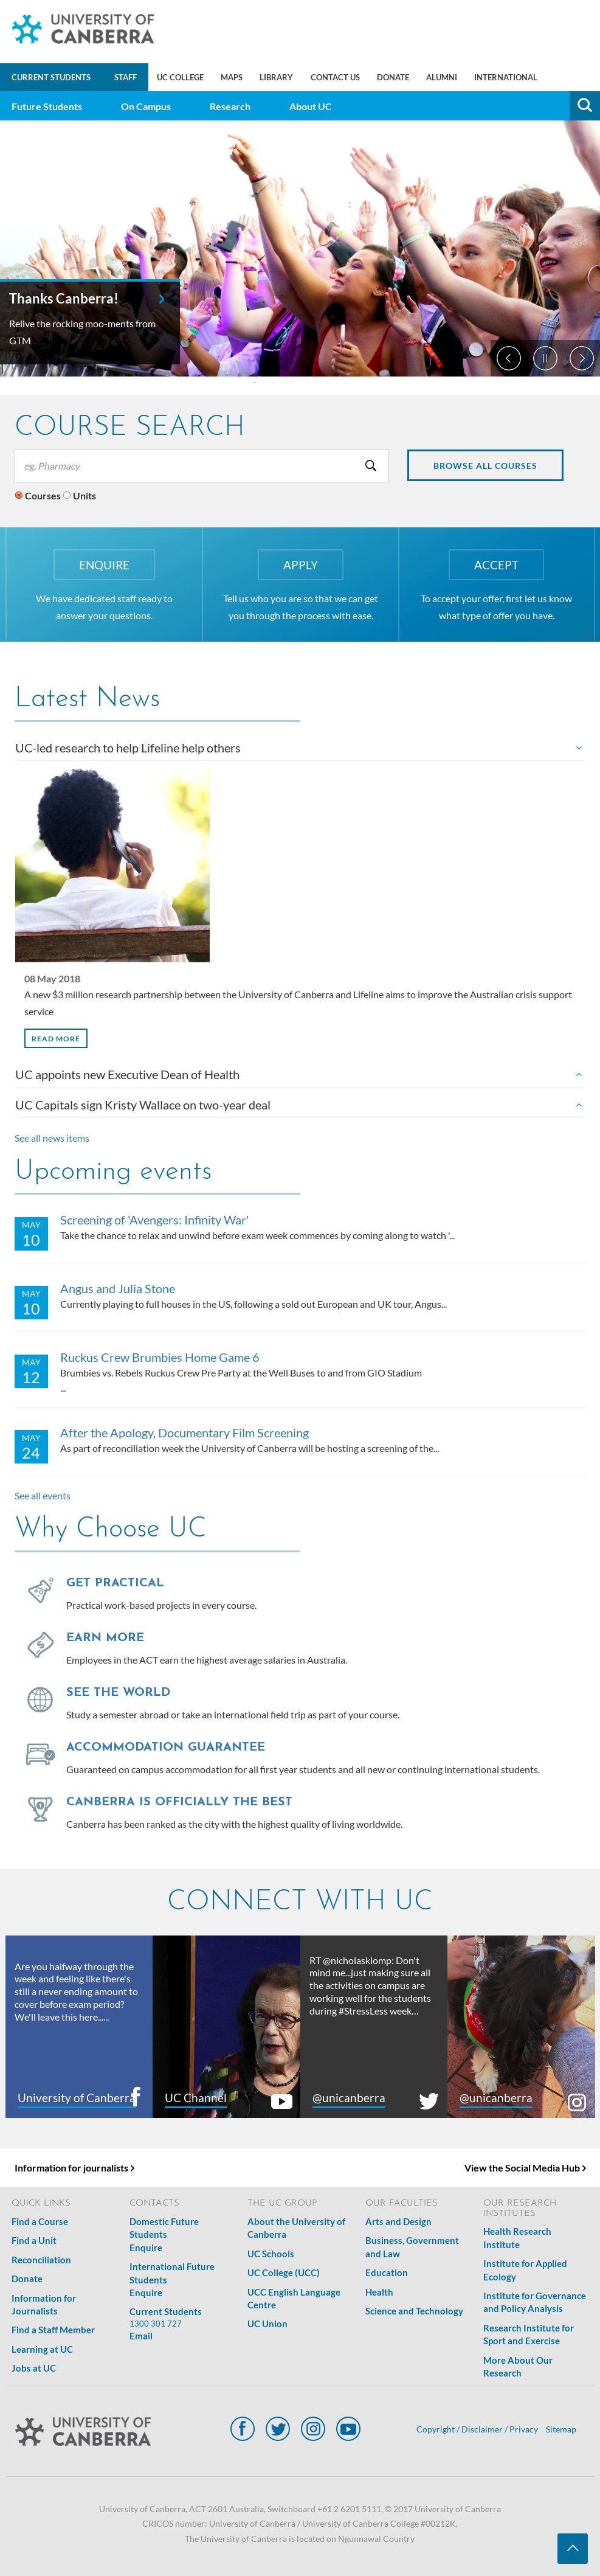 UNIVERSITY OF
CANBERRA
CURRENT STUDENTS STAFF UC COLLEGE MAPS LIBRARY CONTACT US DONATE ALUMNI INTERNATIONAL
Future Students On Campus Research About UC
Thanks Canberra!
Relive the rocking moo-ments from
GTM
COURSE SEARCH
eg, Pharmacy
BROWSE ALL COURSES
Courses Units
ENQUIRE
We have dedicated staff ready to
answer your questions.
APPLY
Tell us who you are so that we can get
you through the process with ease.
ACCEPT
To accept your offer, first let us know
what type of offer you have.
Latest News
UC-led research to help Lifeline help others
08 May 2018
A new $3 million research partnership between the University of Canberra and Lifeline aims to improve the Australian crisis support
service
READ MORE
UC appoints new Executive Dean of Health
UC Capitals sign Kristy Wallace on two-year deal
See all news items
Upcoming events
MAY
10
Screening of 'Avengers: Infinity War'
Take the chance to relax and unwind before exam week commences by coming along to watch '...
MAY
10
Angus and Julia Stone
Currently playing to full houses in the US, following a sold out European and UK tour, Angus...
MAY
12
Ruckus Crew Brumbies Home Game 6
Brumbies vs. Rebels Ruckus Crew Pre Party at the Well Buses to and from GIO Stadium
...
MAY
24
After the Apology, Documentary Film Screening
As part of reconciliation week the University of Canberra will be hosting a screening of the...
See all events
Why Choose UC
GET PRACTICAL
Practical work-based projects in every course.
EARN MORE
Employees in the ACT earn the highest average salaries in Australia.
SEE THE WORLD
Study a semester abroad or take an international field trip as part of your course.
ACCOMMODATION GUARANTEE
Guaranteed on campus accommodation for all first year students and all new or continuing international students.
CANBERRA IS OFFICIALLY THE BEST
Canberra has been ranked as the city with the highest quality of living worldwide.
CONNECT WITH UC
Are you halfway through the
week and feeling like there's
still a never ending amount to
cover before exam period?
We'll leave this here......
University of Canberra
UC Channel
RT @nicholasklomp: Don't
mind me...just making sure all
the activities on campus are
working well for the students
during #StressLess week…
@unicanberra
@unicanberra
Information for journalists
View the Social Media Hub
QUICK LINKS
Find a Course
Find a Unit
Reconciliation
Donate
Information for
Journalists
Find a Staff Member
Learning at UC
Jobs at UC
CONTACTS
Domestic Future
Students
Enquire
International Future
Students
Enquire
Current Students
1300 301 727
Email
THE UC GROUP
About the University of
Canberra
UC Schools
UC College (UCC)
UCC English Language
Centre
UC Union
OUR FACULTIES
Arts and Design
Business, Government
and Law
Education
Health
Science and Technology
OUR RESEARCH
INSTITUTES
Health Research
Institute
Institute for Applied
Ecology
Institute for Governance
and Policy Analysis
Research Institute for
Sport and Exercise
More About Our
Research
UNIVERSITY OF
CANBERRA
Copyright / Disclaimer / Privacy Sitemap
University of Canberra, ACT 2601 Australia, Switchboard +61 2 6201 5111, © 2017 University of Canberra
CRICOS number: University of Canberra / University of Canberra College #00212K,
The University of Canberra is located on Ngunnawal Country